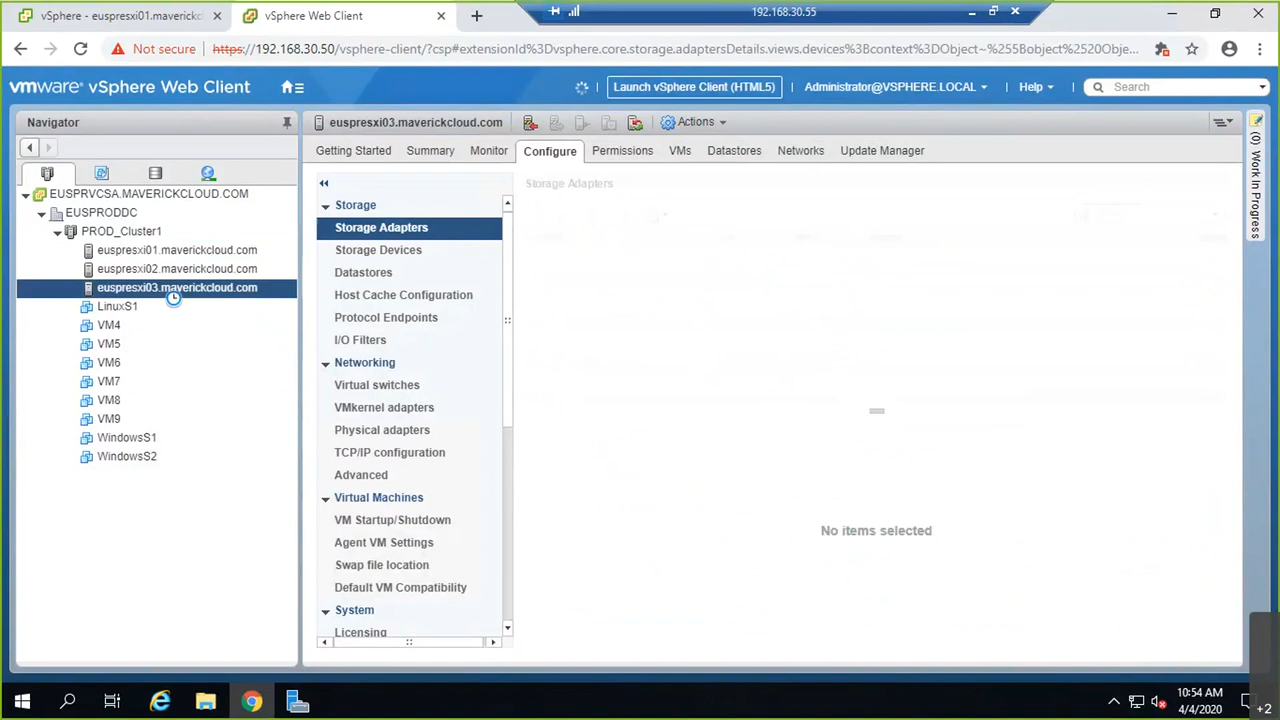 vSphere - euspresxi01.maverickclou
vSphere Web Client
192.168.30.55
Not secure
https://192.168.30.50/vsphere-client/?csp#extensionId%3Dvsphere.core.storage.adaptersDetails.views.devices%3Bcontext%3DObject~%255Bobject%2520Obje...
vmware® vSphere Web Client
Launch vSphere Client (HTML5)
Administrator@VSPHERE.LOCAL
Help
Search
Navigator
euspresxi03.maverickcloud.com
Actions
Getting Started
Summary
Monitor
Configure
Permissions
VMs
Datastores
Networks
Update Manager
EUSPRVCSA.MAVERICKCLOUD.COM
EUSPRODDC
PROD_Cluster1
euspresxi01.maverickcloud.com
euspresxi02.maverickcloud.com
euspresxi03.maverickcloud.com
LinuxS1
VM4
VM5
VM6
VM7
VM8
VM9
WindowsS1
WindowsS2
Storage
Storage Adapters
Storage Devices
Datastores
Host Cache Configuration
Protocol Endpoints
I/O Filters
Networking
Virtual switches
VMkernel adapters
Physical adapters
TCP/IP configuration
Advanced
Virtual Machines
VM Startup/Shutdown
Agent VM Settings
Swap file location
Default VM Compatibility
System
Licensing
Storage Adapters
No items selected
(0) Work In Progress
10:54 AM
4/4/2020
+2